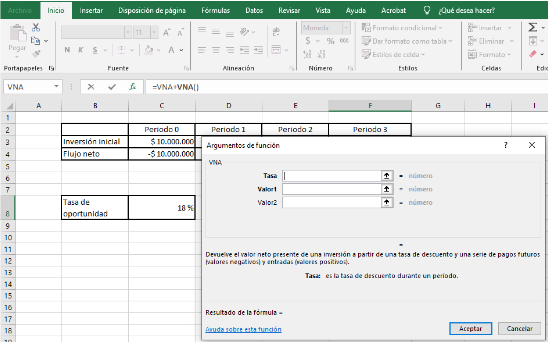 Archivo Inicio Insertar Disposición de página Fórmulas Datos Revisar Vista Ayuda Acrobat ¿Qué desea hacer?
Pegar
N K S A
Moneda
$ % 000
Formato condicional
Dar formato como tabla
Estilos de celda
Insertar
Eliminar
Formato
Portapapeles Fuente Alineación Número Estilos Celdas
VNA =VNA+VNA()
A B C D E F G H I
1
2 Periodo 0 Periodo 1 Periodo 2 Periodo 3
3 Inversión inicial $ 10.000.000
4 Flujo neto -$ 10.000.000
5
6
7
8 Tasa de oportunidad 18 %
9
10
11
12
13
14
15
16
17
18
Argumentos de función ? ×
VNA
Tasa = número
Valor1 = número
Valor2 = número
=
Devuelve el valor neto presente de una inversión a partir de una tasa de descuento y una serie de pagos futuros
(valores negativos) y entradas (valores positivos).
Tasa: es la tasa de descuento durante un período.
Resultado de la fórmula =
Ayuda sobre esta función
Aceptar Cancelar